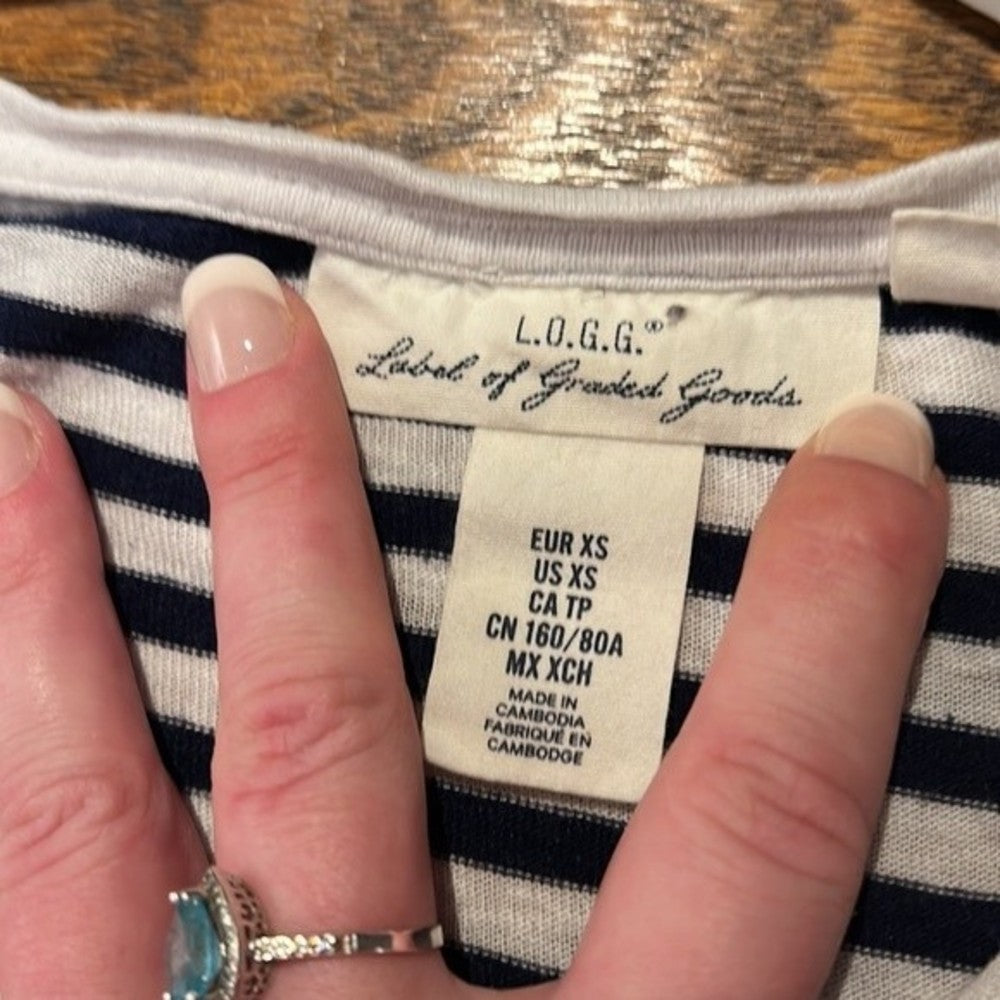 L.O.G.G.®
Label of Graded Goods
EUR XS
US XS
CA TP
CN 160/80A
MX XCH
MADE IN
CAMBODIA
FABRIQUÉ EN
CAMBODGE